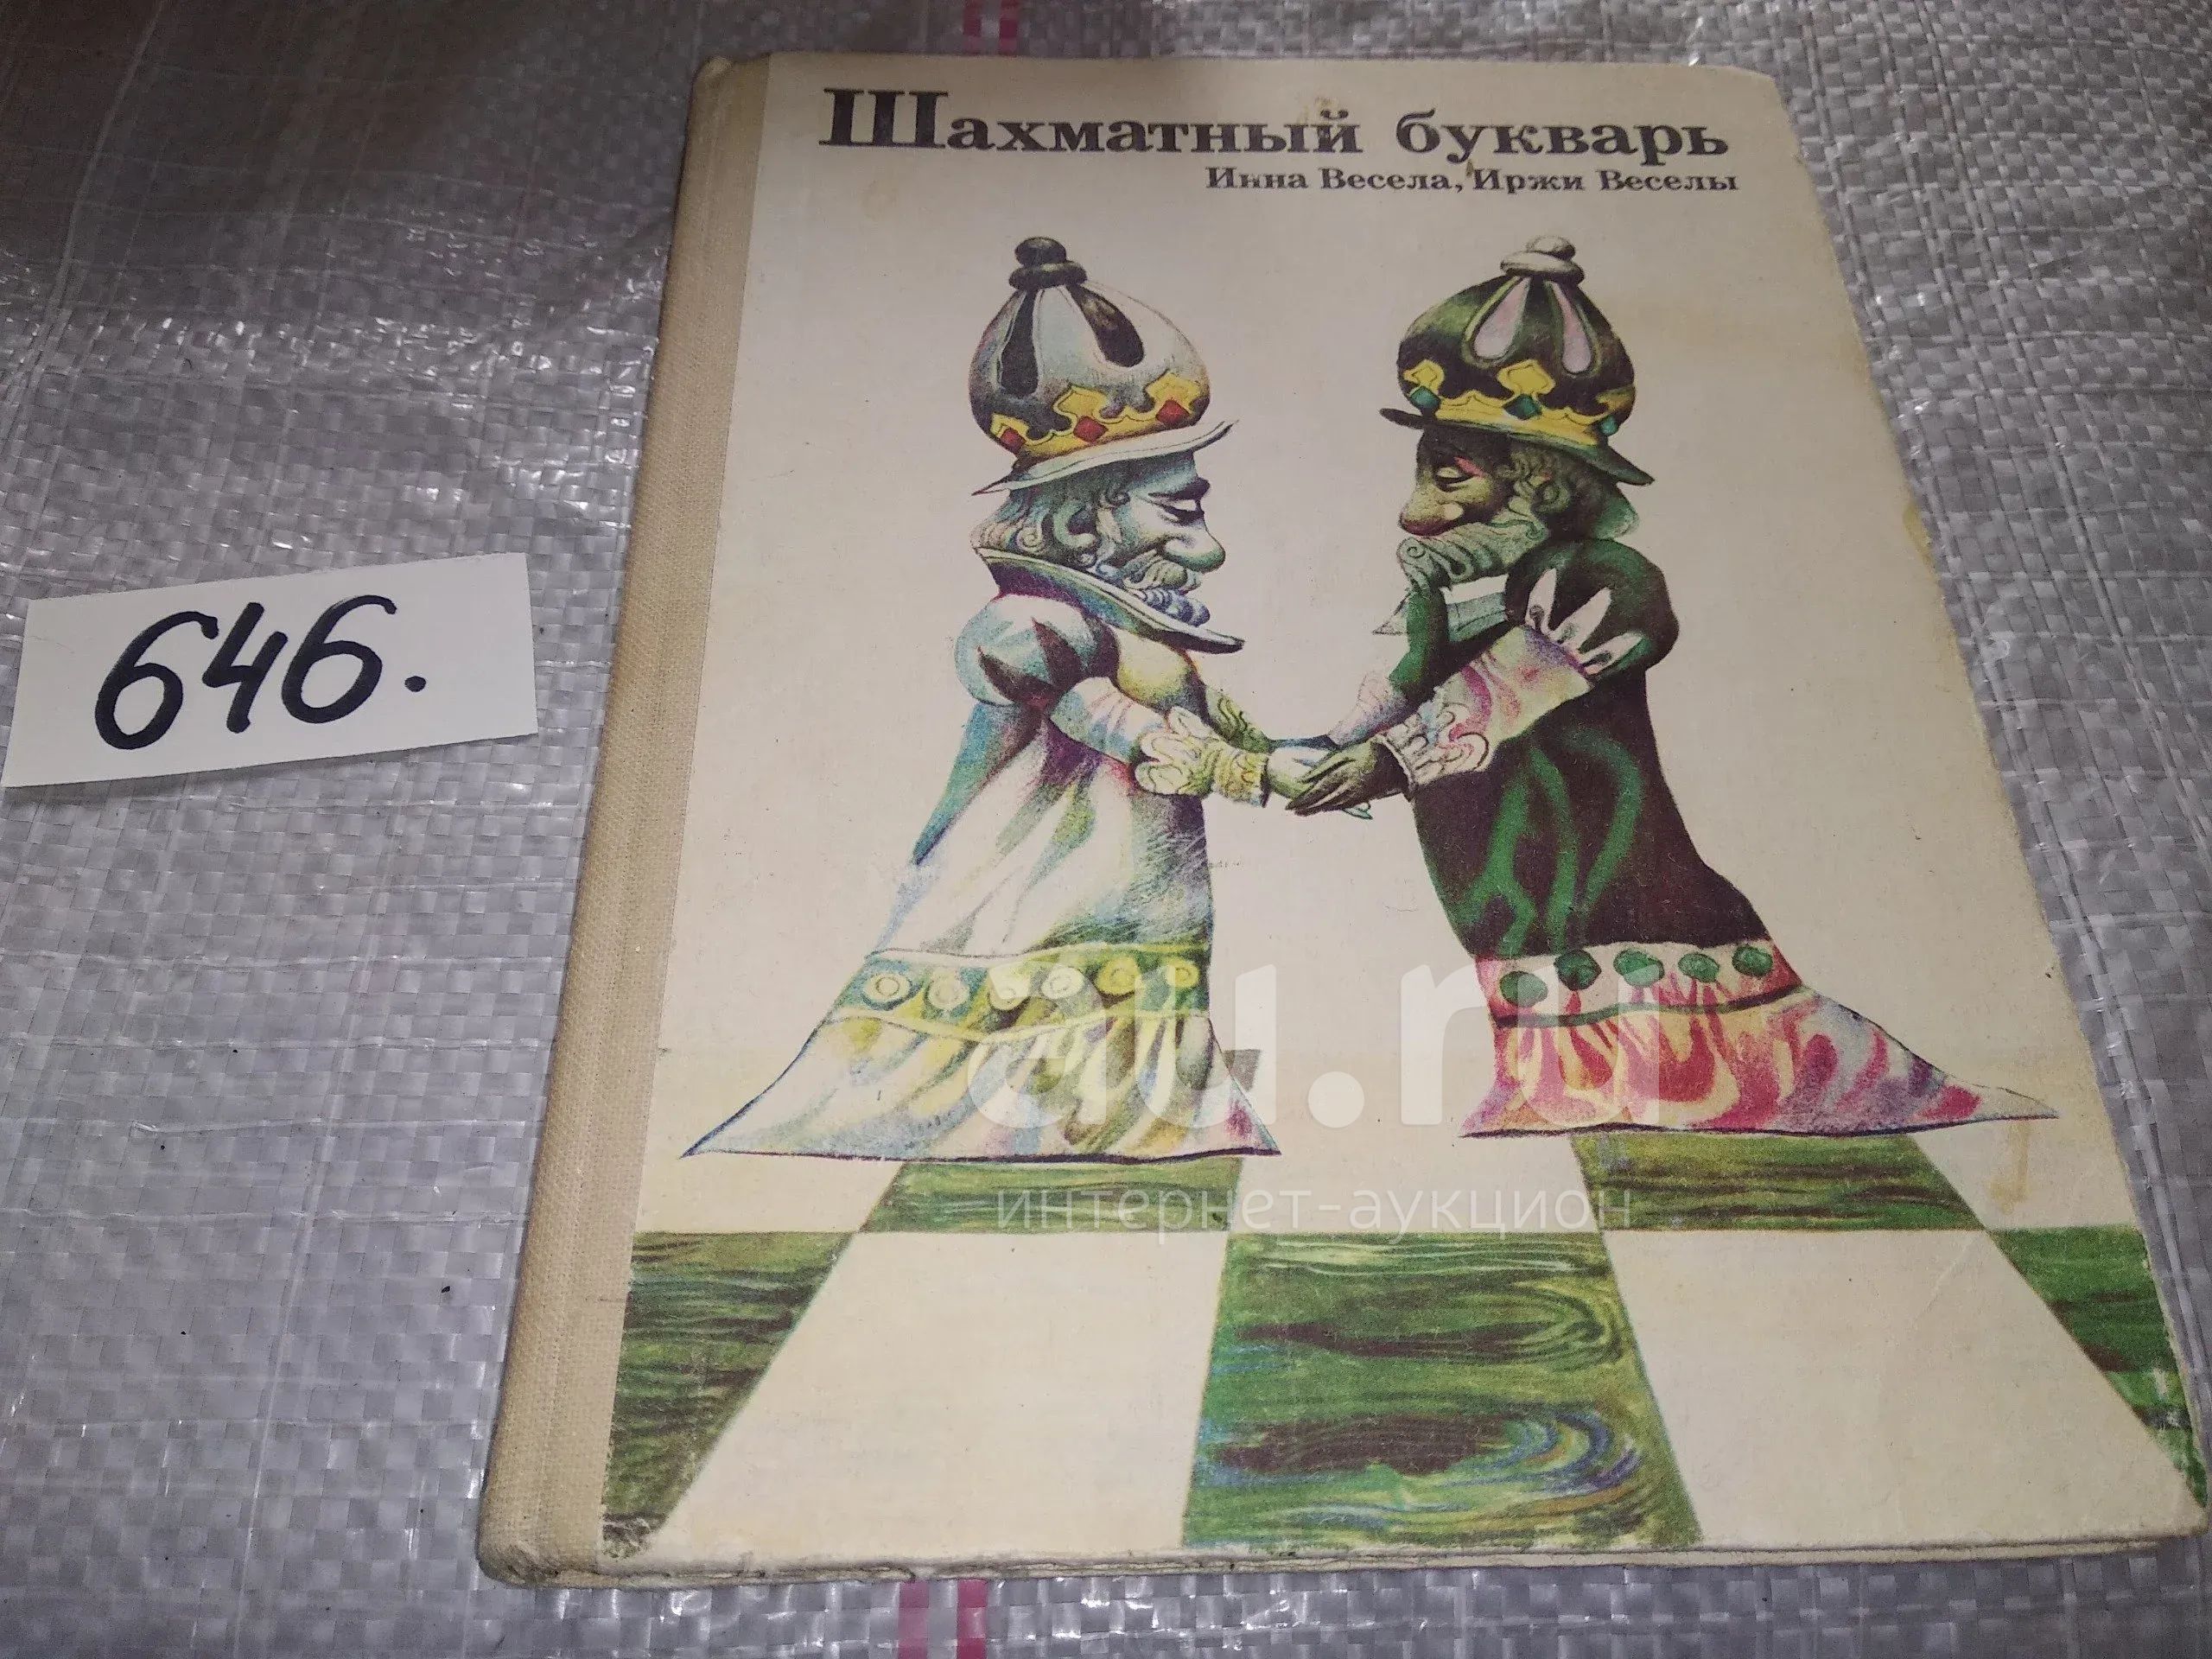 Шахматный букварь
Инна Весела, Иржи Веселы
646.
au.ru
интернет-аукцион